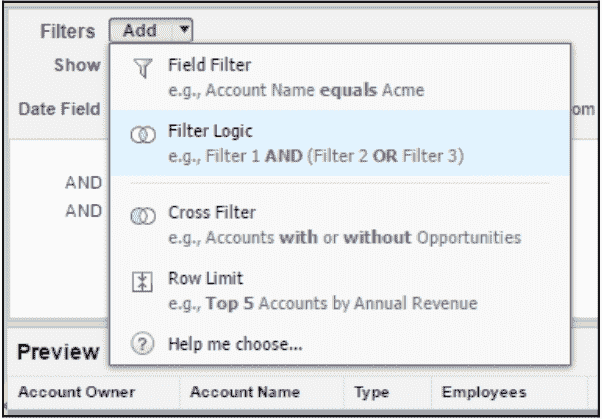 Filters Add
Show
Date Field
om
AND
AND
Field Filter
e.g., Account Name equals Acme
Filter Logic
e.g., Filter 1 AND (Filter 2 OR Filter 3)
Cross Filter
e.g., Accounts with or without Opportunities
Row Limit
e.g., Top 5 Accounts by Annual Revenue
? Help me choose...
Preview
Account Owner Account Name Type Employees